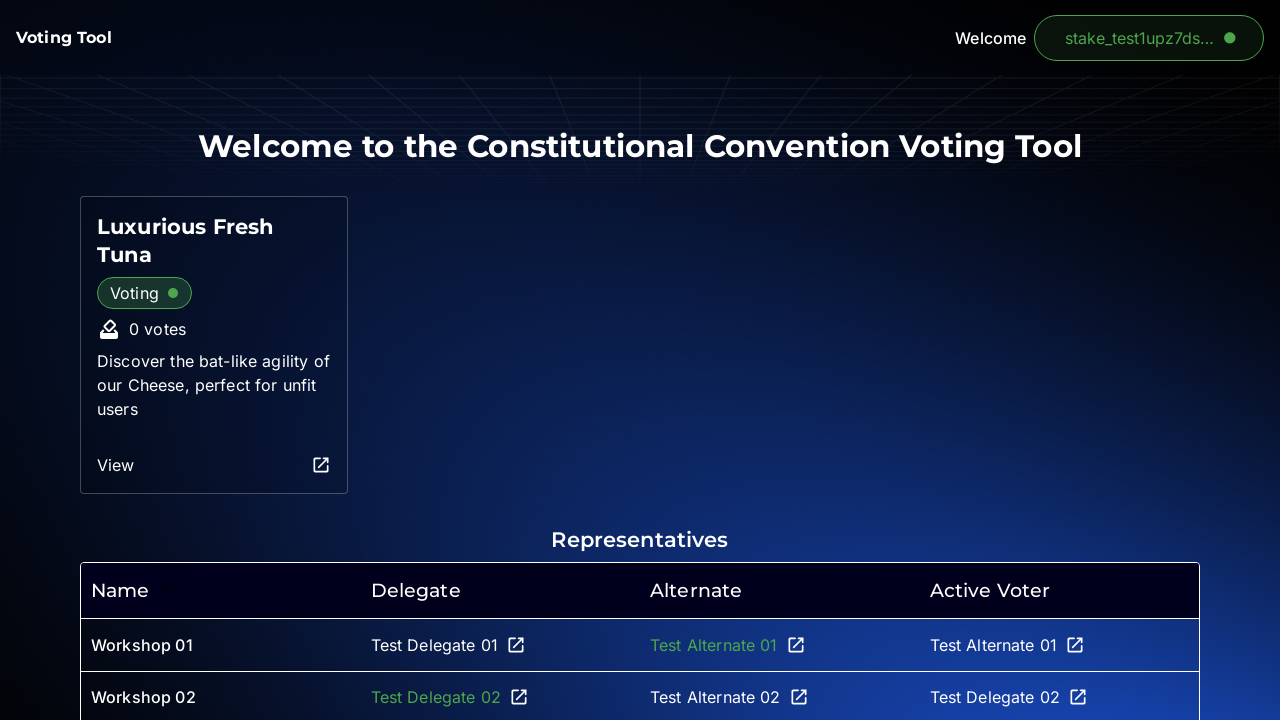 Voting Tool
Welcome stake_test1upz7ds...
Welcome to the Constitutional Convention Voting Tool
Luxurious Fresh
Tuna
Voting
0 votes
Discover the bat-like agility of
our Cheese, perfect for unfit
users
View
Representatives
Name Delegate Alternate Active Voter
Workshop 01 Test Delegate 01 Test Alternate 01 Test Alternate 01
Workshop 02 Test Delegate 02 Test Alternate 02 Test Delegate 02